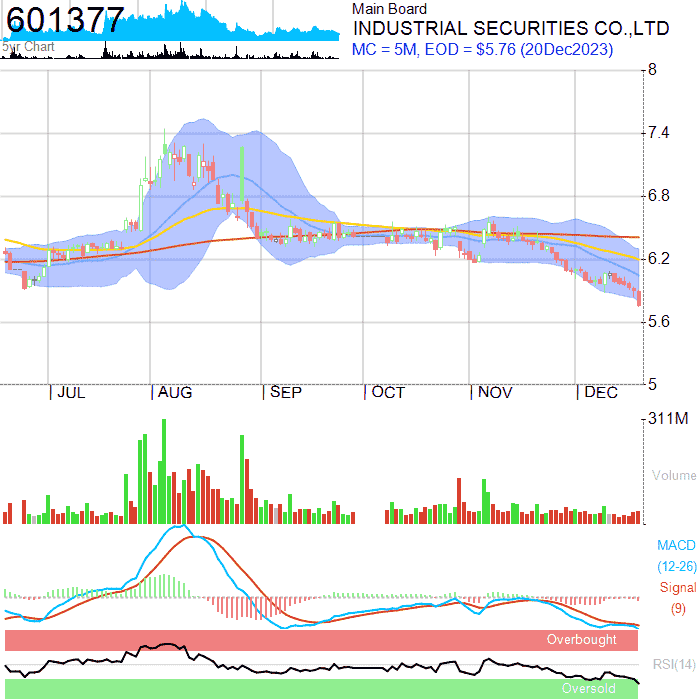 601377
5yr Chart
Main Board
INDUSTRIAL SECURITIES CO.,LTD
MC = 5M, EOD = $5.76 (20Dec2023)
8
7.4
6.8
6.2
5.6
5
JUL AUG SEP OCT NOV DEC
311M
Volume
MACD
(12-26)
Signal
(9)
Overbought
RSI(14)
Oversold